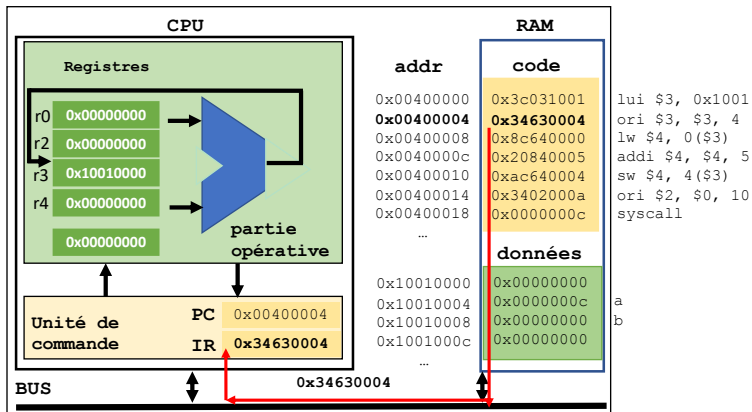 CPU
RAM
Registres
addr
code
0x00400000 0x3c031001 lui $3, 0x1001
r0 0x00000000
0x00400004 0x34630004 ori $3, $3, 4
r2 0x00000000
0x00400008 0x8c640000 lw $4, 0($3)
0x0040000c 0x20840005 addi $4, $4, 5
r3 0x10010000
0x00400010 0xac640004 sw $4, 4($3)
r4 0x00000000
0x00400014 0x3402000a ori $2, $0, 10
0x00400018 0x0000000c syscall
…
0x00000000
partie
opérative
données
0x10010000 0x00000000
0x10010004 0x0000000c a
0x10010008 0x00000000 b
0x1001000c 0x00000000
…
Unité de
commande
PC 0x00400004
IR 0x34630004
0x34630004
BUS